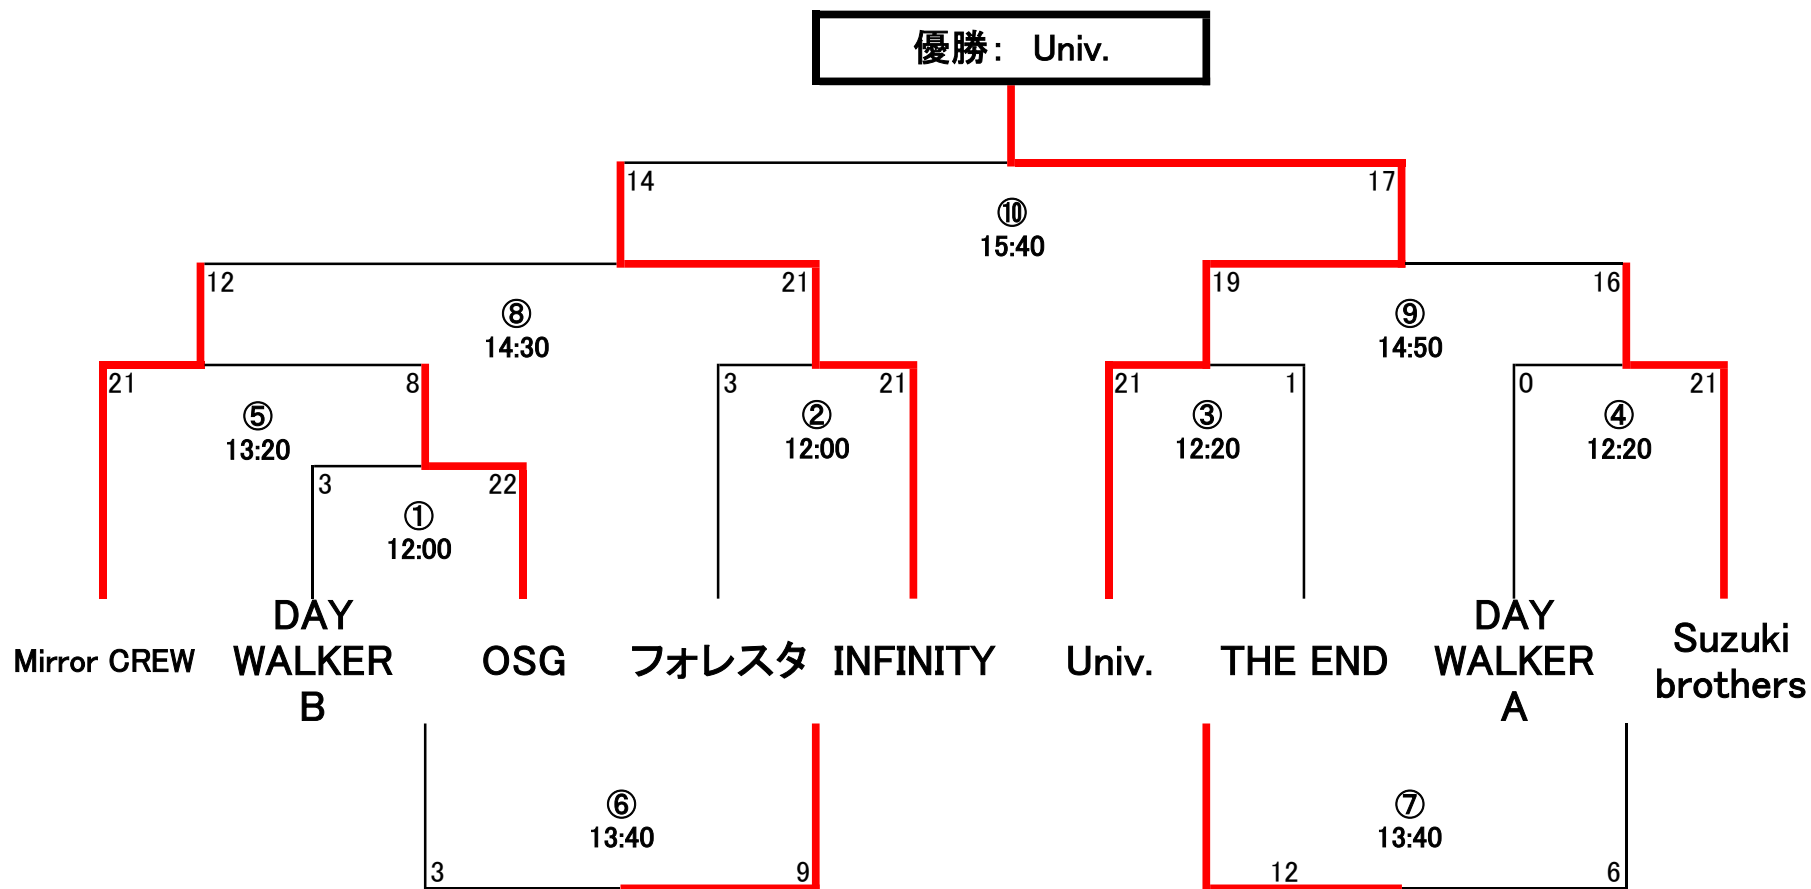 優勝： Univ.
14
17
⑩
15:40
12
21
19
16
⑧
14:30
⑨
14:50
21
8
3
21
21
1
0
21
⑤
13:20
②
12:00
③
12:20
④
12:20
3
22
①
12:00
Mirror CREW
DAY
WALKER
B
OSG
フォレスタ
INFINITY
Univ.
THE END
DAY
WALKER
A
Suzuki
brothers
⑥
13:40
⑦
13:40
3
9
12
6